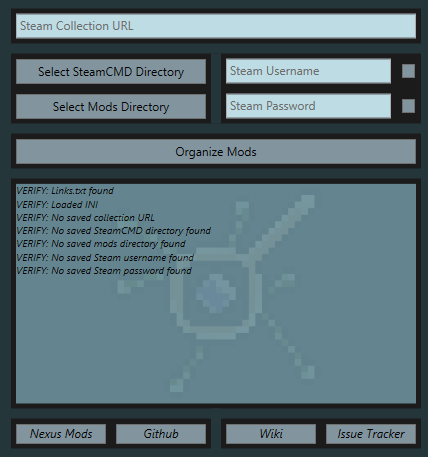 Steam Collection URL
Select SteamCMD Directory
Steam Username
Select Mods Directory
Steam Password
Organize Mods
VERIFY: Links.txt found
VERIFY: Loaded INI
VERIFY: No saved collection URL
VERIFY: No saved SteamCMD directory found
VERIFY: No saved mods directory found
VERIFY: No saved Steam username found
VERIFY: No saved Steam password found
Nexus Mods
Github
Wiki
Issue Tracker